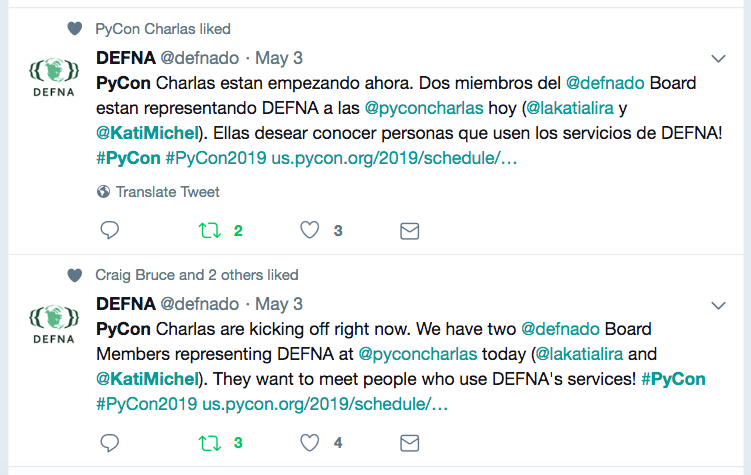 PyCon Charlas liked
DEFNA @defnado · May 3
PyCon Charlas estan empezando ahora. Dos miembros del @defnado Board
estan representando DEFNA a las @pyconcharlas hoy (@lakatialira y
@KatiMichel). Ellas desear conocer personas que usen los servicios de DEFNA!
#PyCon #PyCon2019 us.pycon.org/2019/schedule/…
Translate Tweet
2 3
DEFNA
Craig Bruce and 2 others liked
DEFNA @defnado · May 3
PyCon Charlas are kicking off right now. We have two @defnado Board
Members representing DEFNA at @pyconcharlas today (@lakatialira and
@KatiMichel). They want to meet people who use DEFNA's services! #PyCon
#PyCon2019 us.pycon.org/2019/schedule/…
3 4
DEFNA